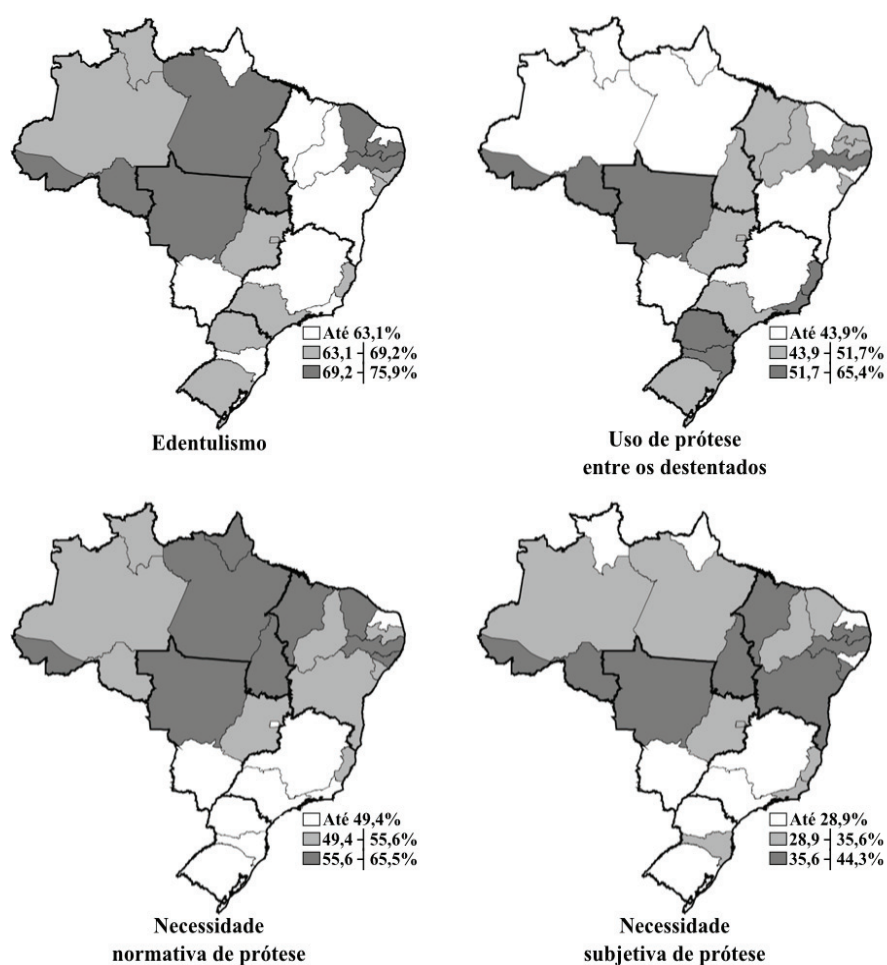 Até 63,1%
63,1 - 69,2%
69,2 - 75,9%
Edentulismo
Até 43,9%
43,9 - 51,7%
51,7 - 65,4%
Uso de prótese
entre os destentados
Até 49,4%
49,4 - 55,6%
55,6 - 65,5%
Necessidade
normativa de prótese
Até 28,9%
28,9 - 35,6%
35,6 - 44,3%
Necessidade
subjetiva de prótese